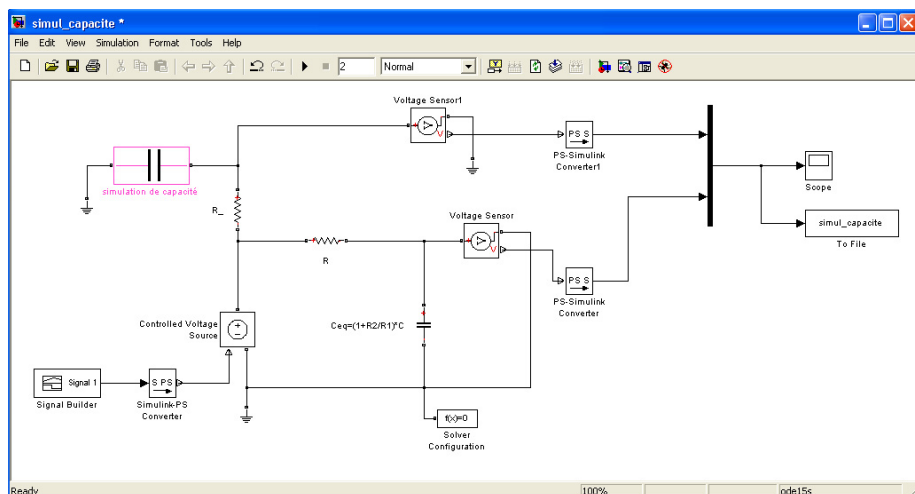 simul_capacite *
File Edit View Simulation Format Tools Help
2 Normal
Voltage Sensor1
V
PS S
PS-Simulink
Converter1
simulation de capacité
Scope
R_
Voltage Sensor
simul_capacite
To File
V
R
PS S
PS-Simulink
Converter
Controlled Voltage
Source
Ceq=(1+R2/R1)*C
Signal 1
Signal Builder
S PS
Simulink-PS
Converter
f(x)=0
Solver
Configuration
Ready 100% ode15s